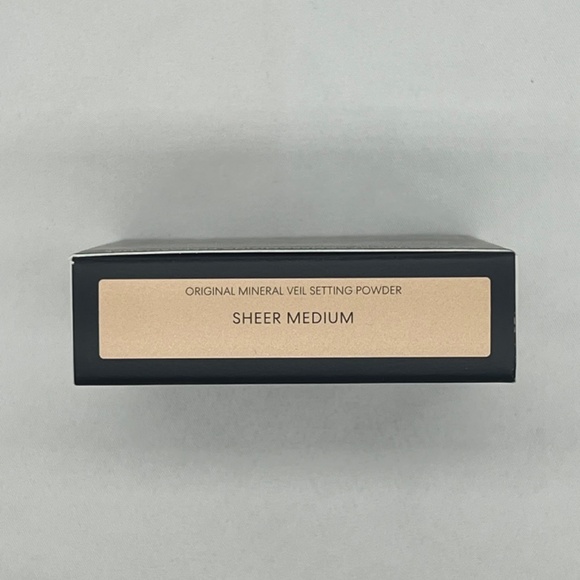 ORIGINAL MINERAL VEIL SETTING POWDER
SHEER MEDIUM